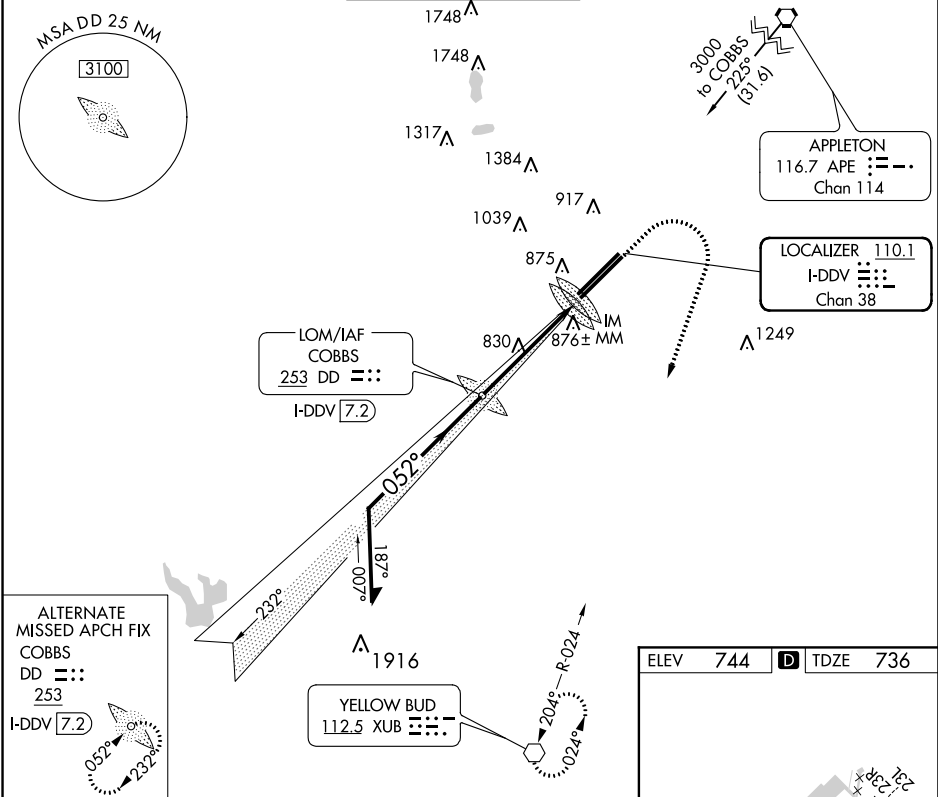 MSA DD 25 NM
3100
1748
1748
1317
1384
1039
917
875
830
876± MM
IM
3000
to COBBS
225°
(31.6)
APPLETON
116.7 APE
Chan 114
LOCALIZER 110.1
I-DDV
Chan 38
1249
LOM/IAF
COBBS
253 DD
I-DDV 7.2
052°
187°
007°
232°
1916
ALTERNATE
MISSED APCH FIX
COBBS
DD
253
I-DDV 7.2
052°
232°
YELLOW BUD
112.5 XUB
R-024
204°
024°
ELEV 744 D TDZE 736
23R
23L